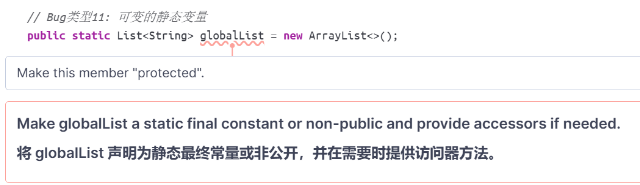 // Bug类型11: 可变的静态变量
public static List<String> globalList = new ArrayList<>();
Make this member "protected".
Make globalList a static final constant or non-public and provide accessors if needed.
将 globalList 声明为静态最终常量或非公开，并在需要时提供访问器方法。